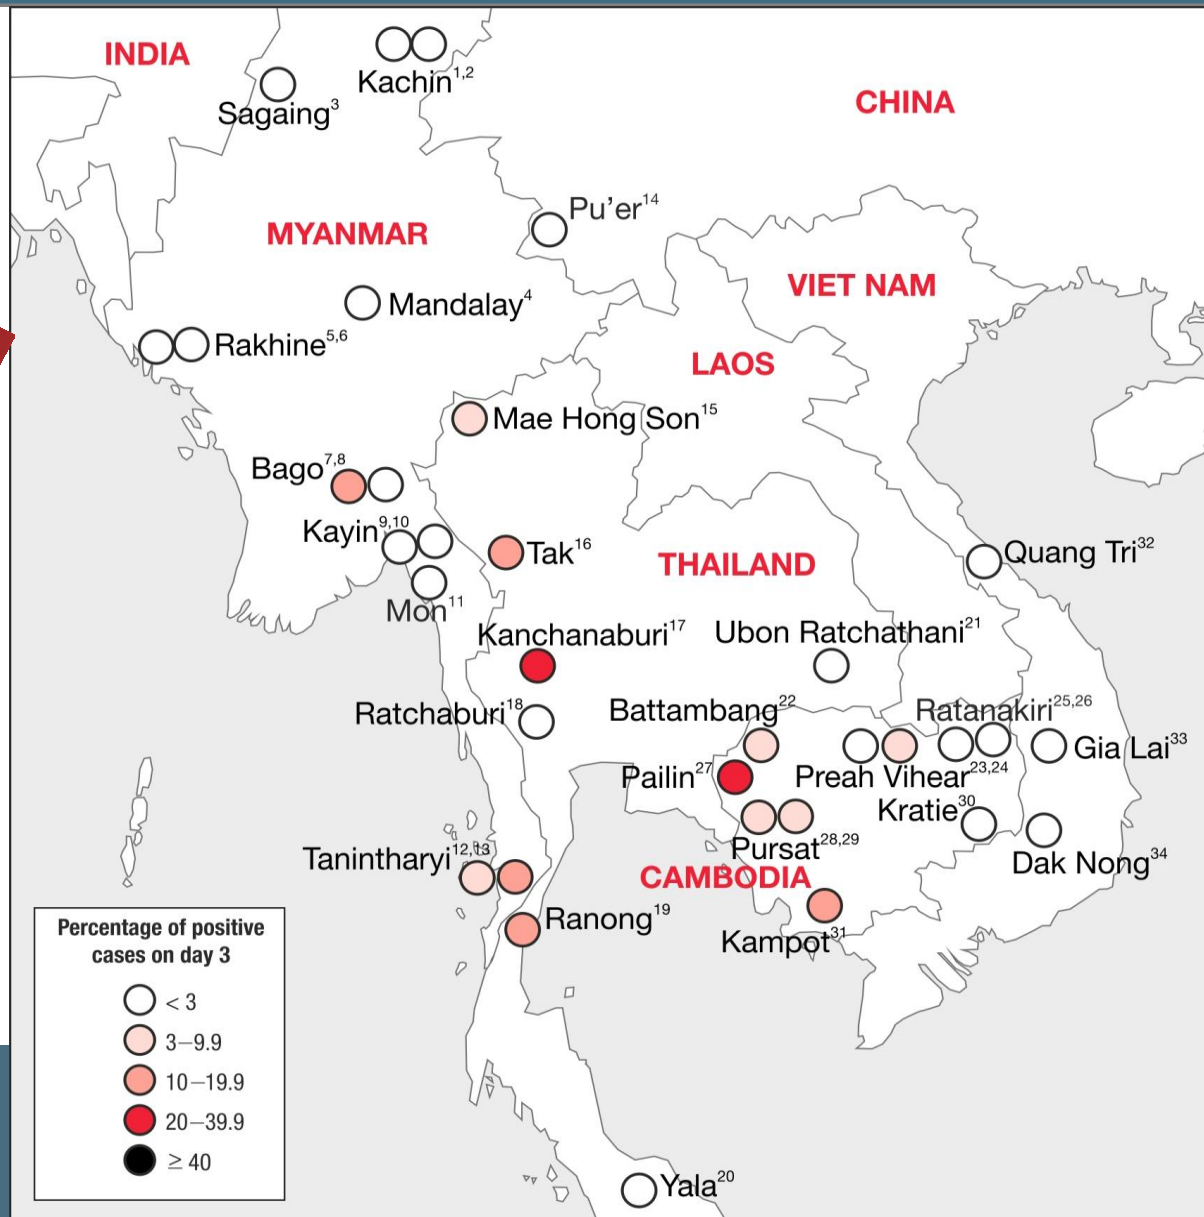 INDIA
Kachin1,2
Sagaing3
CHINA
Pu’er14
MYANMAR
VIET NAM
Mandalay4
Rakhine5,6
LAOS
Mae Hong Son15
Bago7,8
Kayin9,10
Tak16
THAILAND
Quang Tri32
Mon11
Kanchanaburi17
Ubon Ratchathani21
Ratchaburi18
Battambang22
Ratanakiri25,26
Gia Lai33
Pailin27
Preah Vihear23,24
Kratie30
Pursat28,29
Tanintharyi12,13
Dak Nong34
CAMBODIA
Ranong19
Kampot31
Percentage of positive
cases on day 3
< 3
3–9.9
10–19.9
20–39.9
≥ 40
Yala20